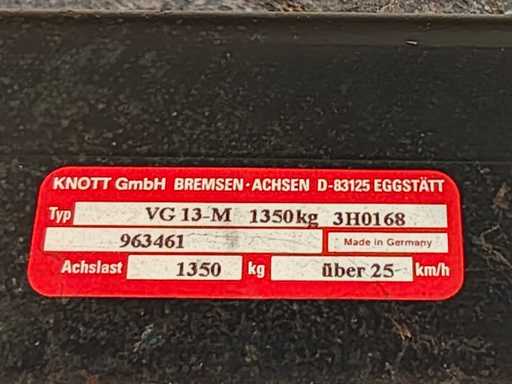 KNOTT GmbH BREMSEN · ACHSEN D-83125 EGGSTÄTT
Typ VG 13-M 1350kg 3H0168
963461 Made in Germany
Achslast 1350 kg über 25 km/h